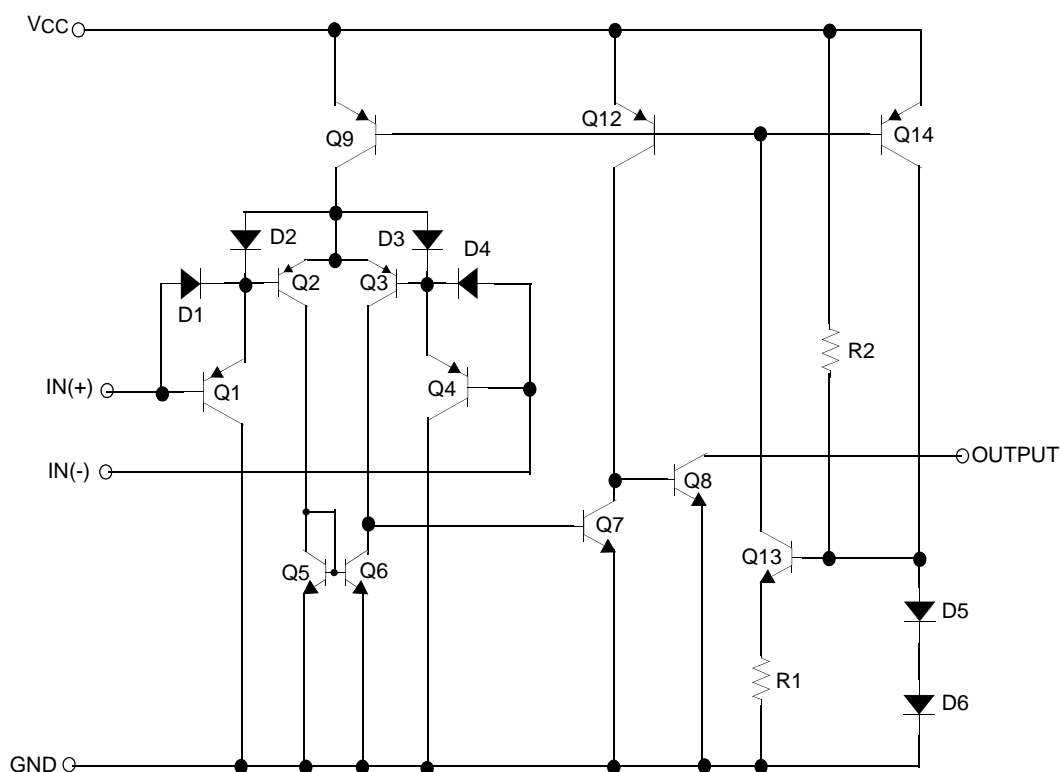 VCC
Q9
Q12
Q14
D2
D3
D4
Q2
Q3
D1
R2
IN(+)
Q1
Q4
IN(-)
OUTPUT
Q8
Q7
Q13
Q5
Q6
D5
R1
D6
GND